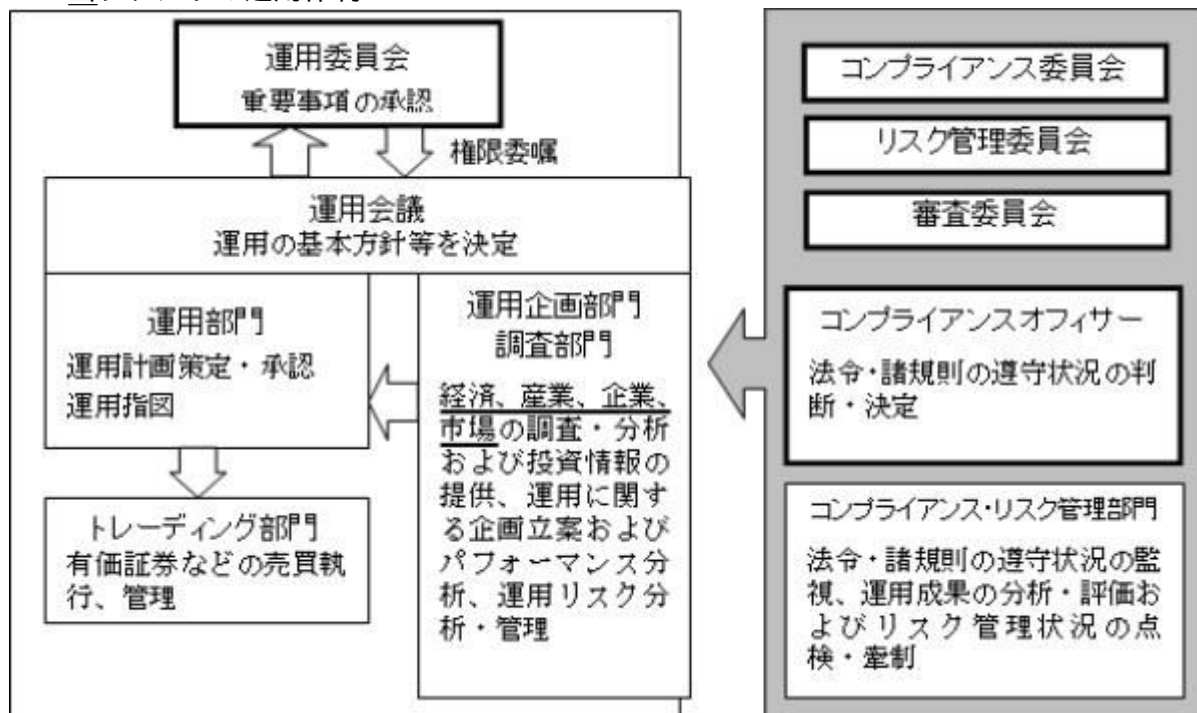 運用委員会
重要事項の承認
権限委嘱
運用会議
運用の基本方針等を決定
運用部門
運用計画策定・承認
運用指図
トレーディング部門
有価証券などの売買執
行、管理
運用企画部門
調査部門
経済、産業、企業、
市場の調査・分析
および投資情報の
提供、運用に関す
る企画立案および
パフォーマンス分
析、運用リスク分
析・管理
コンプライアンス委員会
リスク管理委員会
審査委員会
コンプライアンスオフィサー
法令・諸規則の遵守状況の判
断・決定
コンプライアンス・リスク管理部門
法令・諸規則の遵守状況の監
視、運用成果の分析・評価お
よびリスク管理状況の点
検・牽制